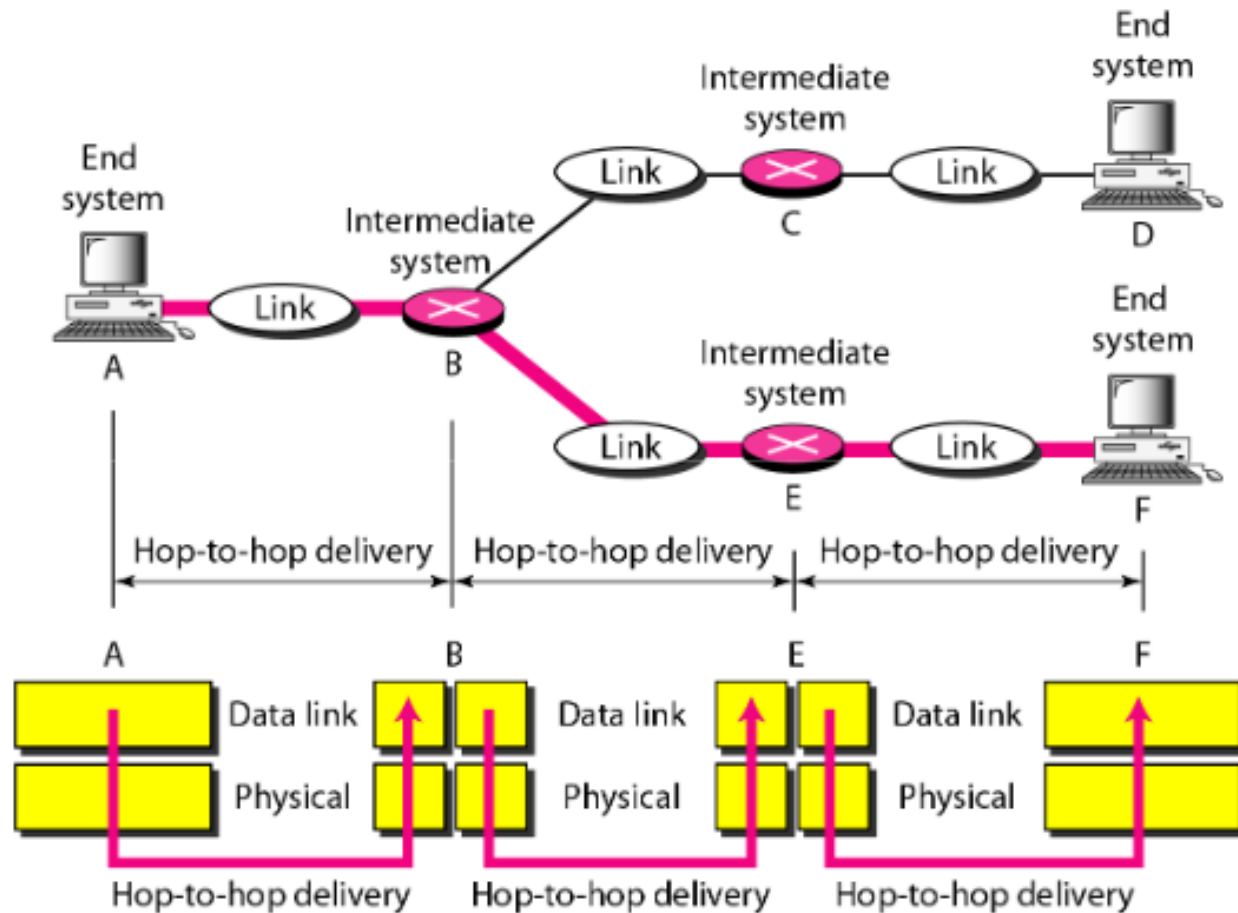 End
system
Intermediate
system
Link
C
Link
D
End
system
A
Link
Intermediate
system
B
End
system
Intermediate
system
Link
E
Link
F
Hop-to-hop delivery
Hop-to-hop delivery
Hop-to-hop delivery
A
B
E
F
Data link
Data link
Data link
Physical
Physical
Physical
Hop-to-hop delivery
Hop-to-hop delivery
Hop-to-hop delivery